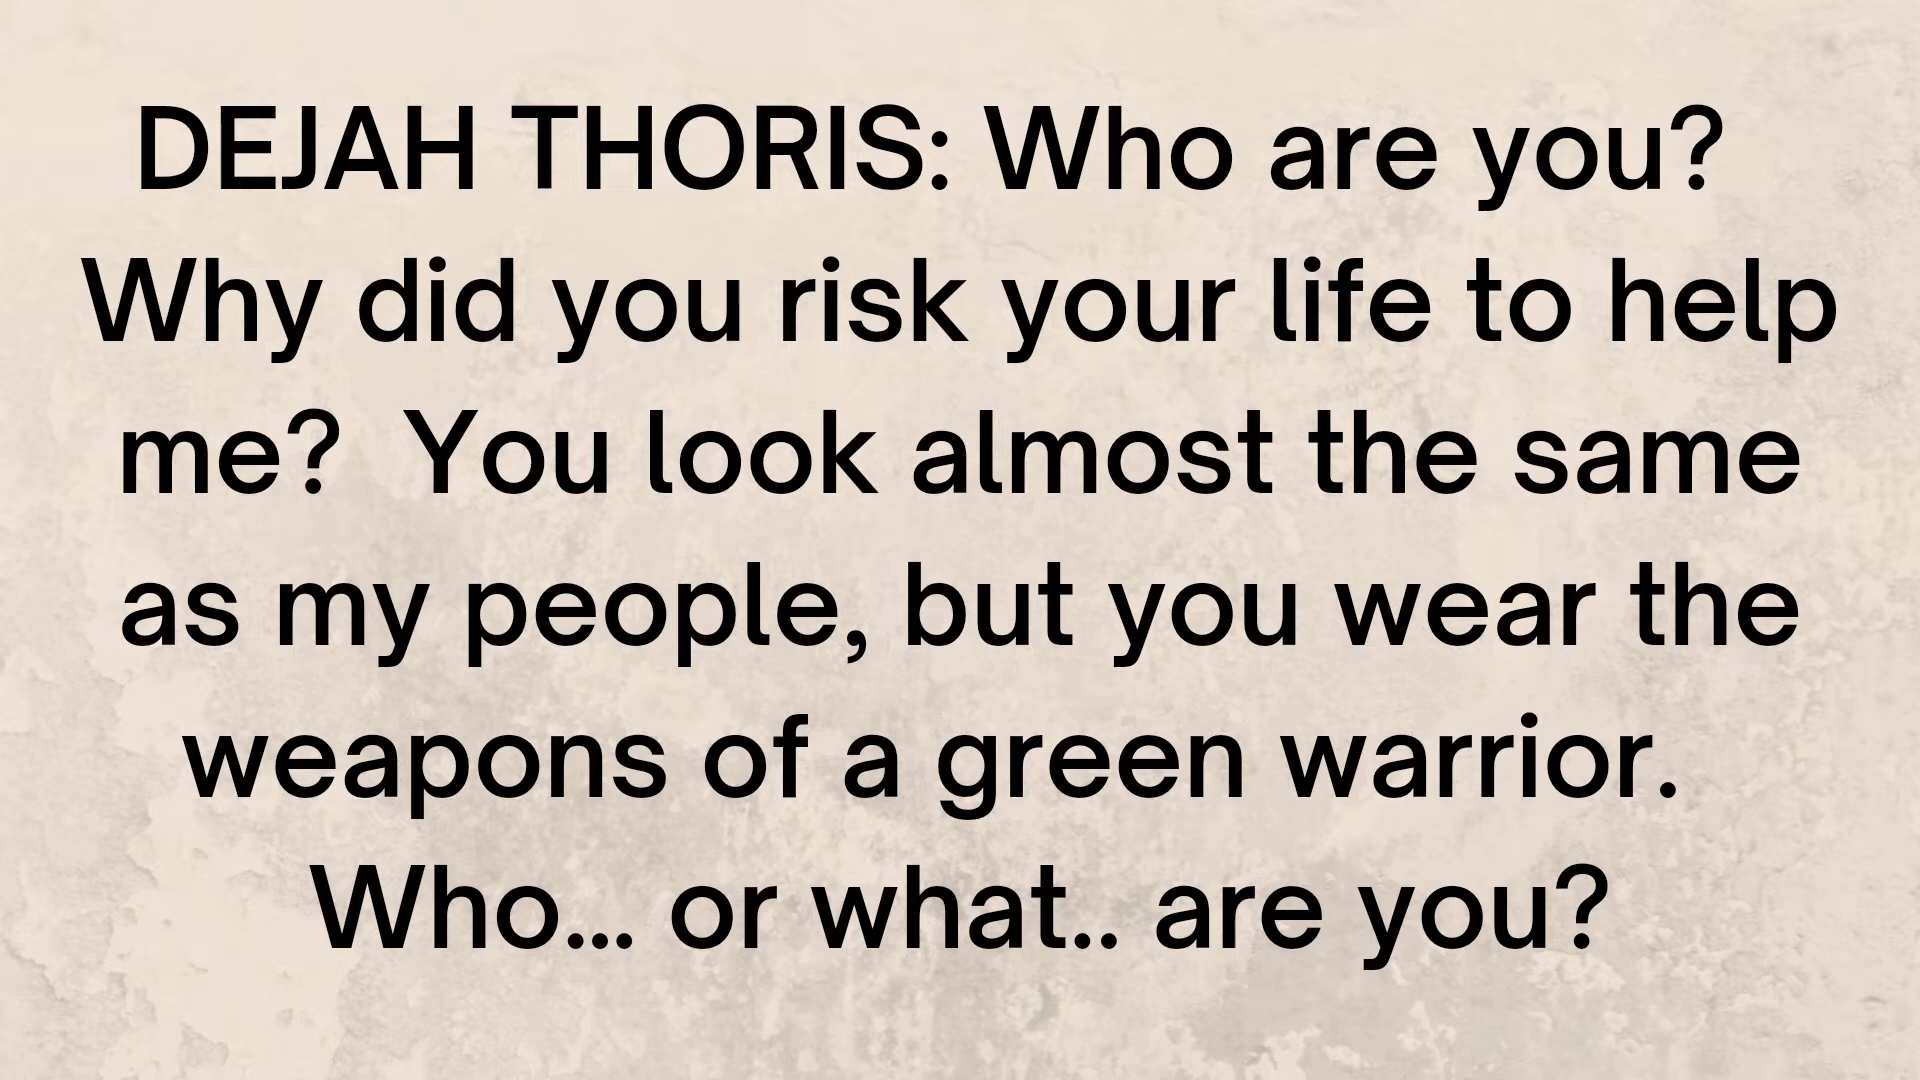 DEJAH THORIS: Who are you?
Why did you risk your life to help
me?  You look almost the same
as my people, but you wear the
weapons of a green warrior.
Who... or what.. are you?